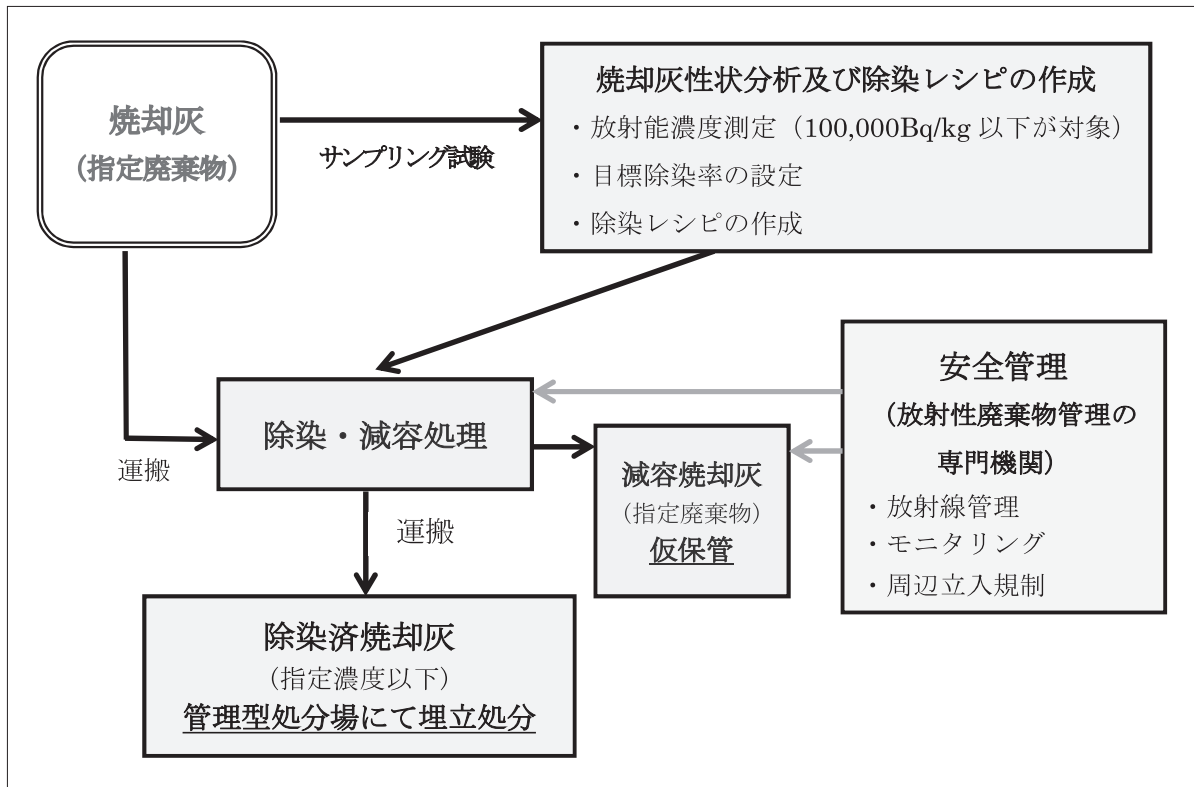 焼却灰
（指定廃棄物）
サンプリング試験
焼却灰性状分析及び除染レシピの作成
・放射能濃度測定（100,000Bq/kg 以下が対象）
・目標除染率の設定
・除染レシピの作成
運搬
除染・減容処理
運搬
減容焼却灰
（指定廃棄物）
仮保管
安全管理
（放射性廃棄物管理の
専門機関）
・放射線管理
・モニタリング
・周辺立入規制
除染済焼却灰
（指定濃度以下）
管理型処分場にて埋立処分